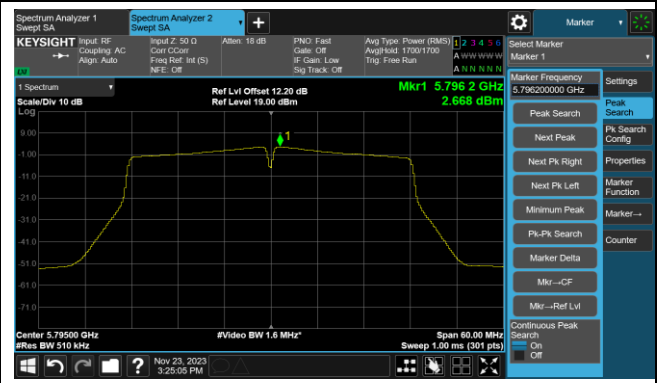 Spectrum Analyzer 1
Swept SA
Spectrum Analyzer 2
Swept SA
+
Marker
KEYSIGHT
Input: RF
Coupling: AC
Align: Auto
Input Z: 50 Ω
Corr CCorr
Freq Ref: Int (S)
NFE: Off
Atten: 18 dB
PNO: Fast
Gate: Off
IF Gain: Low
Sig Track: Off
Avg Type: Power (RMS)
Avg|Hold: 1700/1700
Trig: Free Run
1 2 3 4 5 6
A W W W W W
A N N N N N
LXI
Select Marker
Marker 1
1 Spectrum
Scale/Div 10 dB
Log
Ref Lvl Offset 12.20 dB
Ref Level 19.00 dBm
Mkr1 5.796 2 GHz
2.668 dBm
Marker Frequency
5.796200000 GHz
Settings
Peak Search
Peak
Search
Next Peak
Pk Search
Config
Next Pk Right
Properties
Next Pk Left
Marker
Function
Minimum Peak
Marker→
Pk-Pk Search
Counter
Marker Delta
Mkr→CF
Mkr→Ref Lvl
Continuous Peak
Search
On
Off
1
9.00
-1.00
-11.0
-21.0
-31.0
-41.0
-51.0
-61.0
-71.0
Center 5.79500 GHz
#Res BW 510 kHz
#Video BW 1.6 MHz*
Span 60.00 MHz
Sweep 1.00 ms (301 pts)
?
Nov 23, 2023
3:25:05 PM